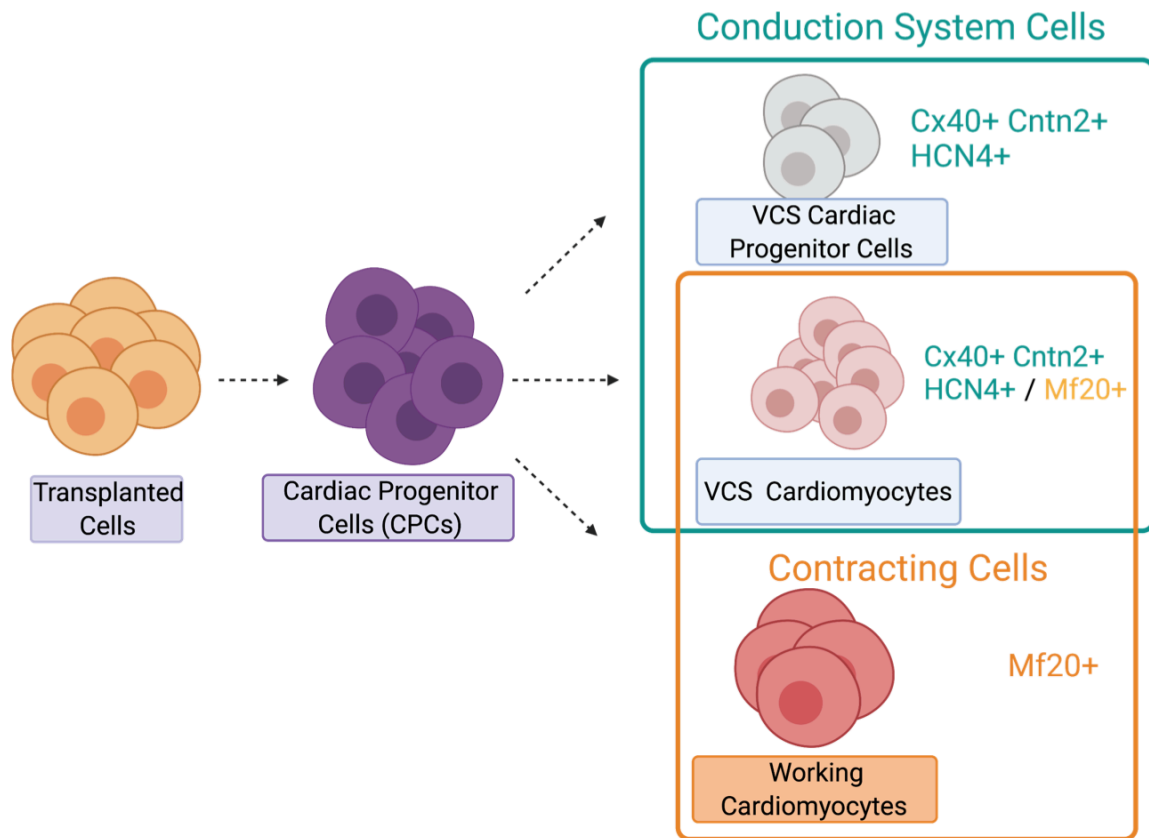 Conduction System Cells
Cx40+ Cntn2+
HCN4+
VCS Cardiac
Progenitor Cells
Cx40+ Cntn2+
HCN4+ / Mf20+
VCS Cardiomyocytes
Transplanted
Cells
Cardiac Progenitor
Cells (CPCs)
Contracting Cells
Mf20+
Working
Cardiomyocytes